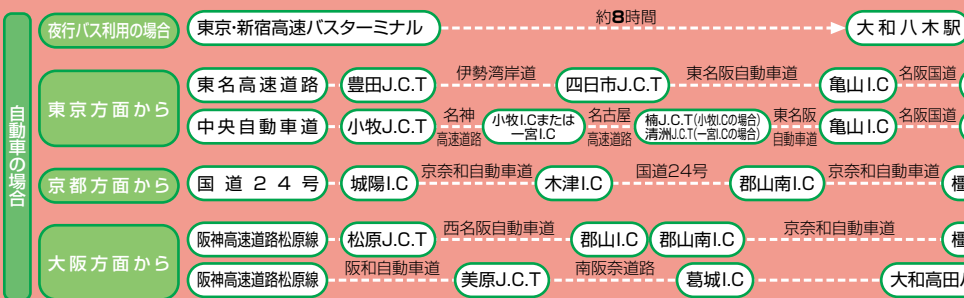 自動車の場合
夜行バス利用の場合 東京・新宿高速バスターミナル 約8時間 大和八木駅
東京方面から
東名高速道路 豊田J.C.T 伊勢湾岸道 四日市J.C.T 東名阪自動車道 亀山I.C 名阪国道
中央自動車道 小牧J.C.T 名神高速道路 小牧I.Cまたは一宮I.C 名古屋高速道路 楠J.C.T(小牧I.Cの場合) 清洲J.C.T(一宮I.Cの場合) 東名阪自動車道 亀山I.C 名阪国道
京都方面から 国道24号 城陽I.C 京奈和自動車道 木津I.C 国道24号 郡山南I.C 京奈和自動車道 橿
大阪方面から
阪神高速道路松原線 松原J.C.T 西名阪自動車道 郡山I.C 郡山南I.C 京奈和自動車道 橿
阪神高速道路松原線 阪和自動車道 美原J.C.T 南阪奈道路 葛城I.C 大和高田